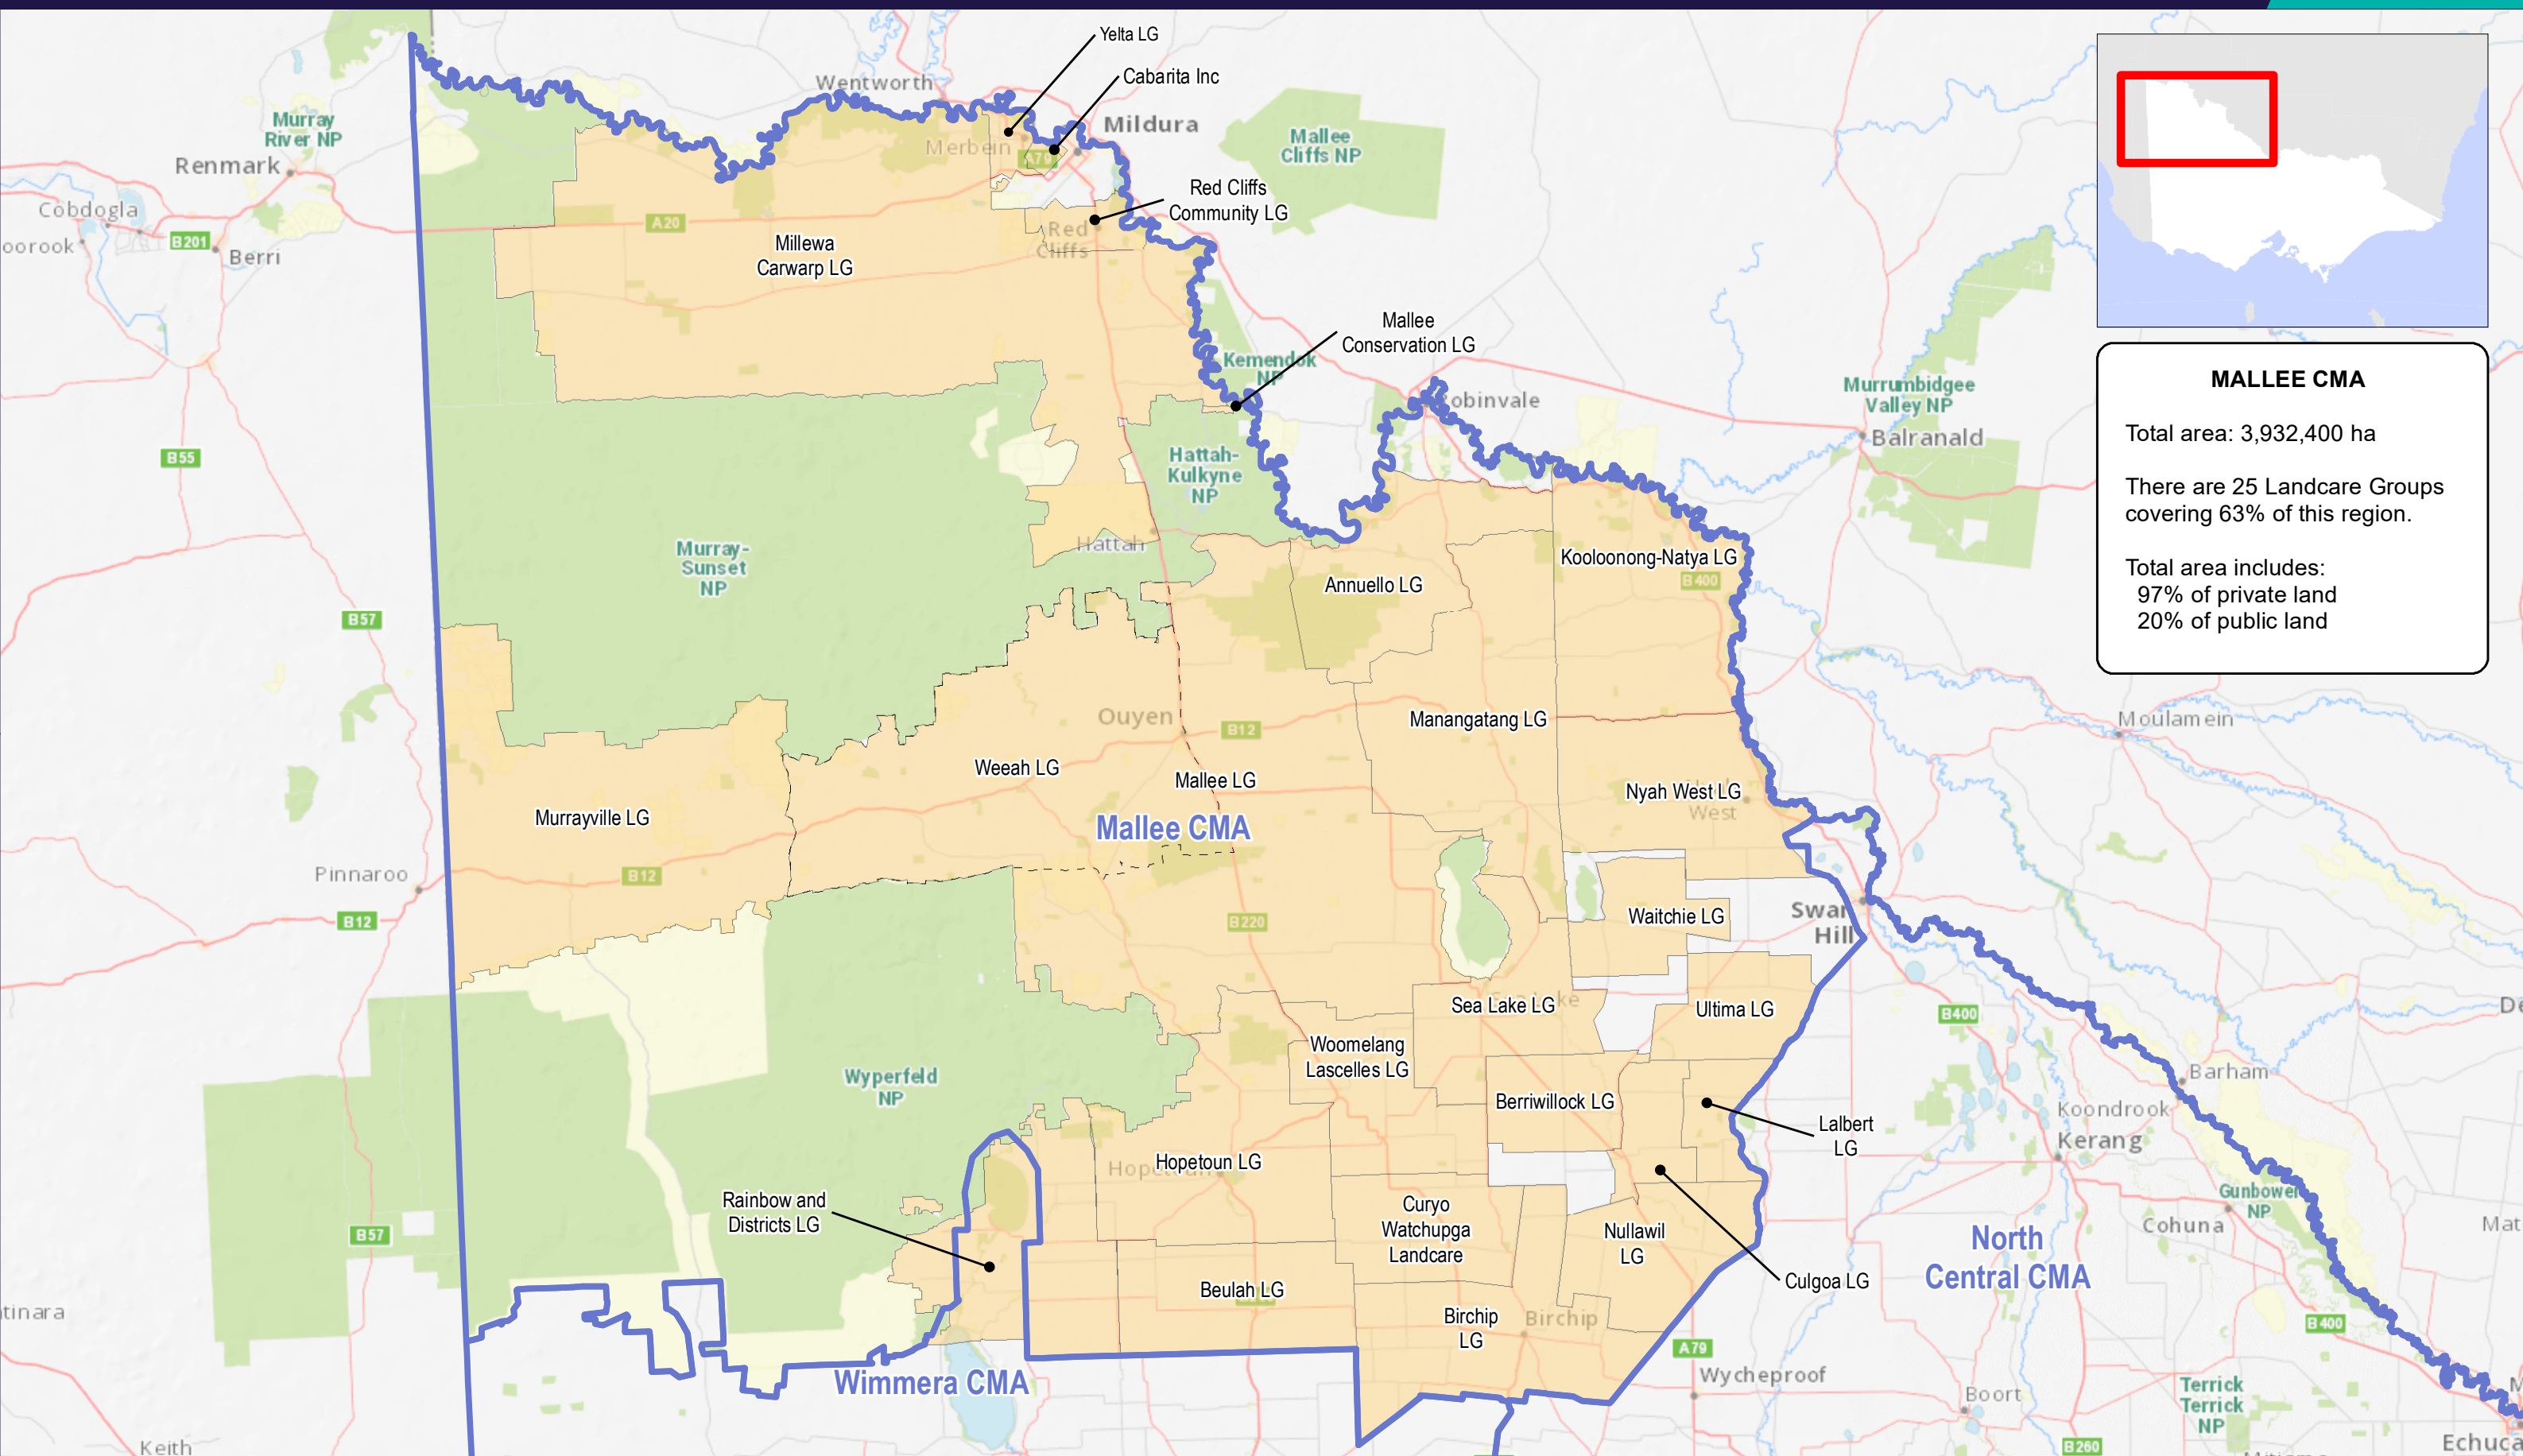 Yelta LG
Cabarita Inc
Wentworth
Mildura
Murray
River NP
Merbein
A79
Mallee
Cliffs NP
Renmark
Red Cliffs
Community LG
Cobdogla
A20
Red
Cliffs
oorook
B201
Berri
Millewa
Carwarp LG
Mallee
Conservation LG
Kemendok
NP
MALLEE CMA
Total area: 3,932,400 ha
There are 25 Landcare Groups
covering 63% of this region.
Total area includes:
97% of private land
20% of public land
Murrumbidgee
Valley NP
obinvale
Balranald
B55
Hattah-
Kulkyne
NP
Hattah
Murray-
Sunset
NP
Kooloonong-Natya LG
B400
Annuello LG
B57
Ouyen
B12
Manangatang LG
Moulamein
Weeah LG
Mallee LG
Nyah West LG
West
Murrayville LG
Mallee CMA
Pinnaroo
B12
B12
B220
Waitchie LG
Swan
Hill
Sea Lake LG
Ultima LG
B400
De
Woomelang
Lascelles LG
Wyperfeld
NP
Barham
Berriwillock LG
Koondrook
Lalbert
LG
Kerang
Hopetoun LG
Rainbow and
Districts LG
Curyo
Watchupga
Landcare
Nullawil
LG
Gunbower
NP
Cohuna
Mat
B57
North
Central CMA
Culgoa LG
Beulah LG
tinara
Birchip
LG
Birchip
B400
A79
Wycheproof
Wimmera CMA
Boort
Terrick
Terrick
NP
M
Keith
B260
Echuca